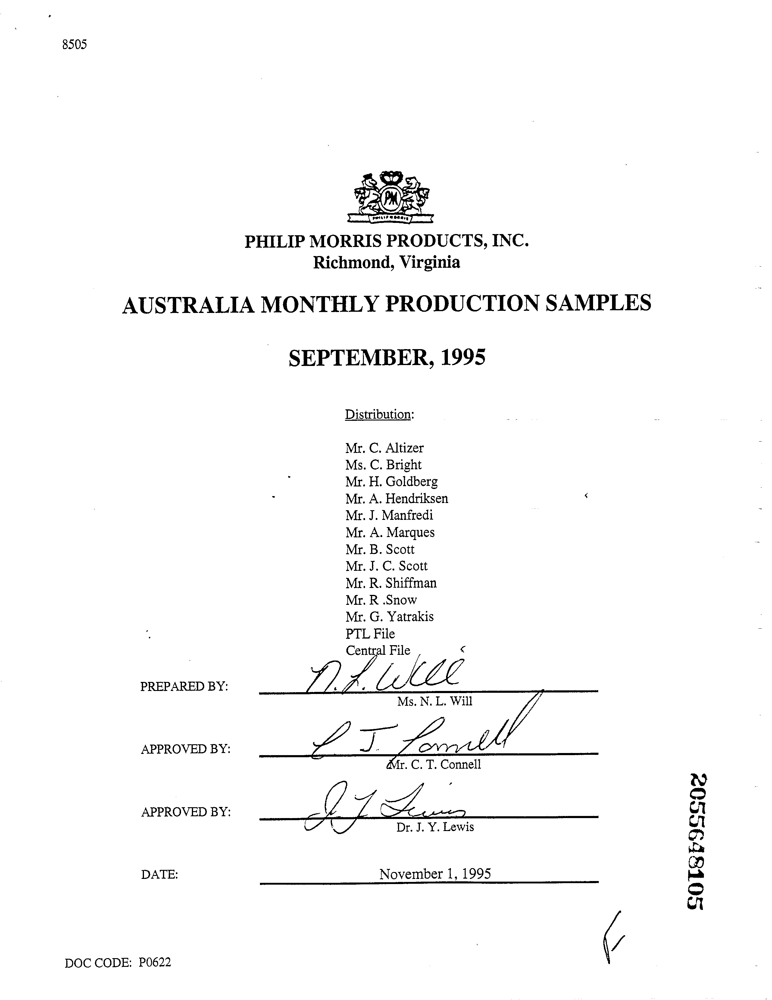 8505
PM
PHILIP MORRIS
PHILIP MORRIS PRODUCTS, INC.
Richmond, Virginia
AUSTRALIA MONTHLY PRODUCTION SAMPLES
SEPTEMBER, 1995
Distribution:
Mr. C. Altizer
Ms. C. Bright
Mr. H. Goldberg
Mr. A. Hendriksen
Mr. J. Manfredi
Mr. A. Marques
Mr. B. Scott
Mr. J. C. Scott
Mr. R. Shiffman
Mr. R .Snow
Mr. G. Yatrakis
PTL File
Central File
N. L. Will
PREPARED BY:
Ms. N. L. Will
C T. Connell
APPROVED BY:
Mr. C. T. Connell
J Y Lewis
APPROVED BY:
Dr. J. Y. Lewis
DATE: November 1, 1995
2055648105
DOC CODE: P0622